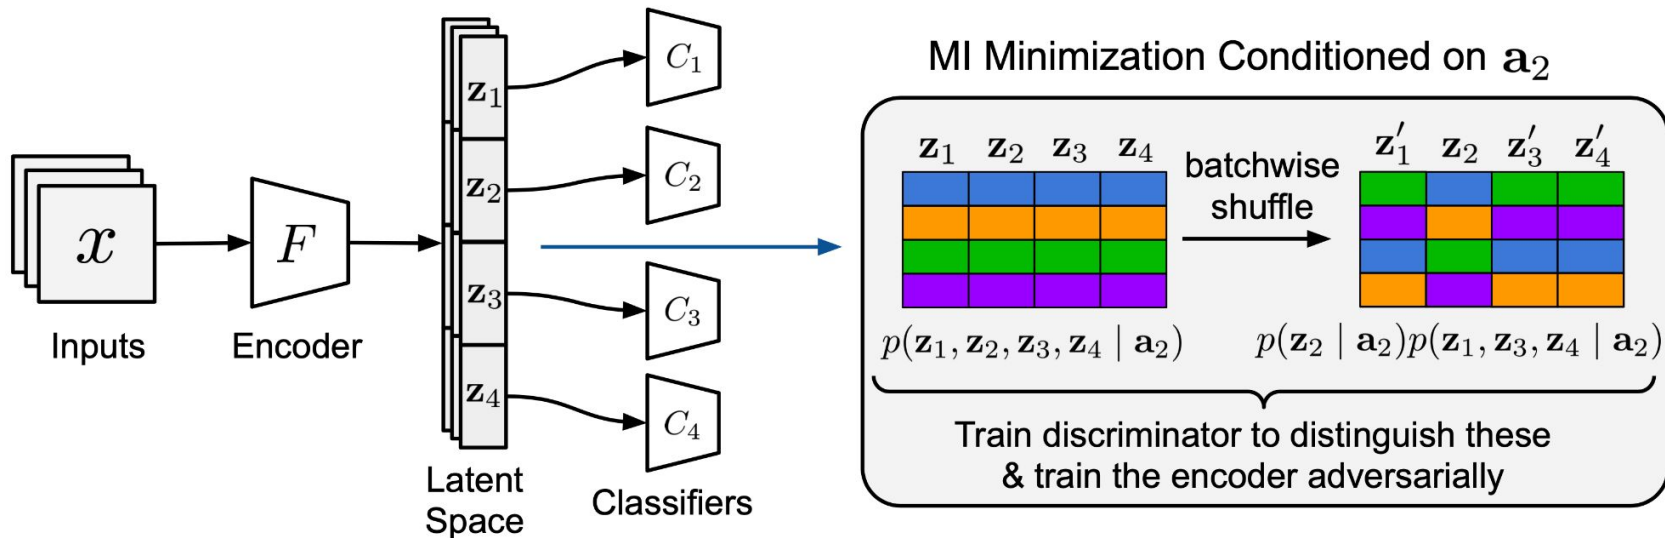 x
Inputs
F
Encoder
z₁
z₂
z₃
z₄
Latent
Space
C₁
C₂
C₃
C₄
Classifiers
MI Minimization Conditioned on a₂
z₁ z₂ z₃ z₄
batchwise
shuffle
z′₁ z₂ z′₃ z′₄
p(z₁, z₂, z₃, z₄ | a₂)
p(z₂ | a₂)p(z₁, z₃, z₄ | a₂)
Train discriminator to distinguish these
& train the encoder adversarially